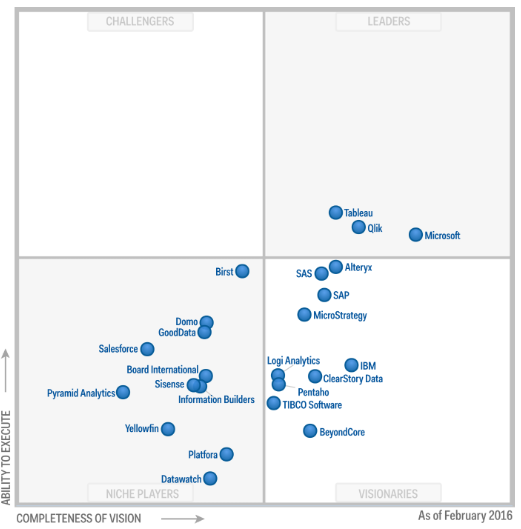 CHALLENGERS
LEADERS
Tableau
Qlik
Microsoft
Birst
Alteryx
SAS
SAP
Domo
MicroStrategy
GoodData
Salesforce
Logi Analytics
IBM
Board International
ClearStory Data
Sisense
Pentaho
Pyramid Analytics
Information Builders
TIBCO Software
Yellowfin
BeyondCore
Platfora
Datawatch
NICHE PLAYERS
VISIONARIES
ABILITY TO EXECUTE
COMPLETENESS OF VISION
As of February 2016